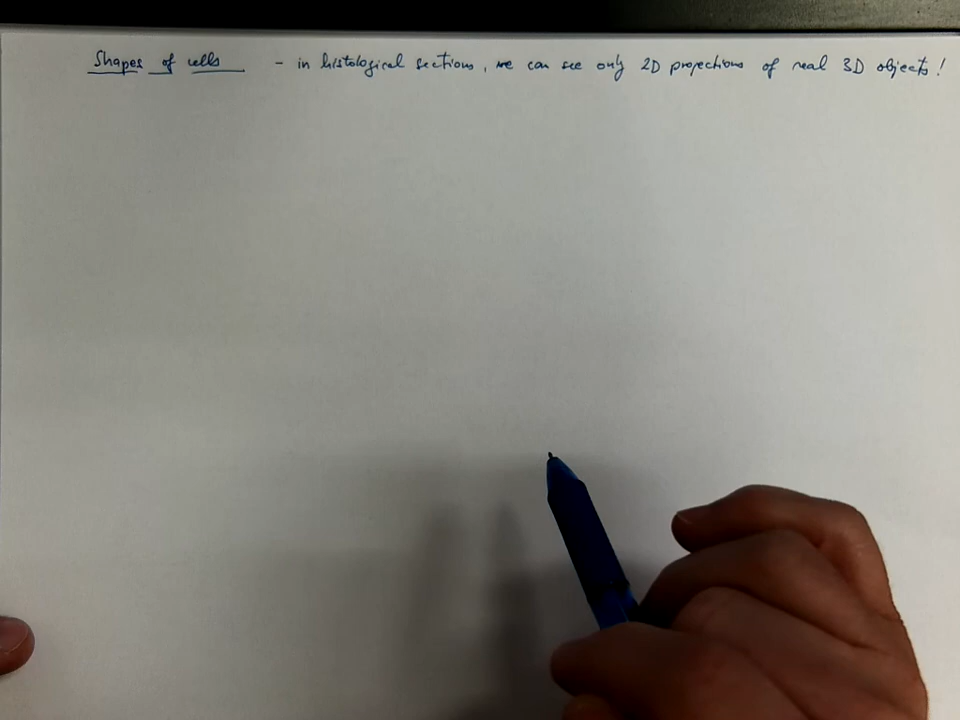 Shapes of cells - in histological sections, we can see only 2D projections of real 3D objects!